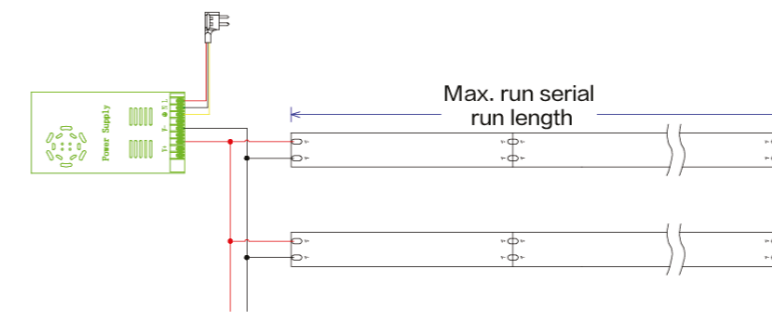 Max. run serial
run length
Power Supply
N L
V-
V+